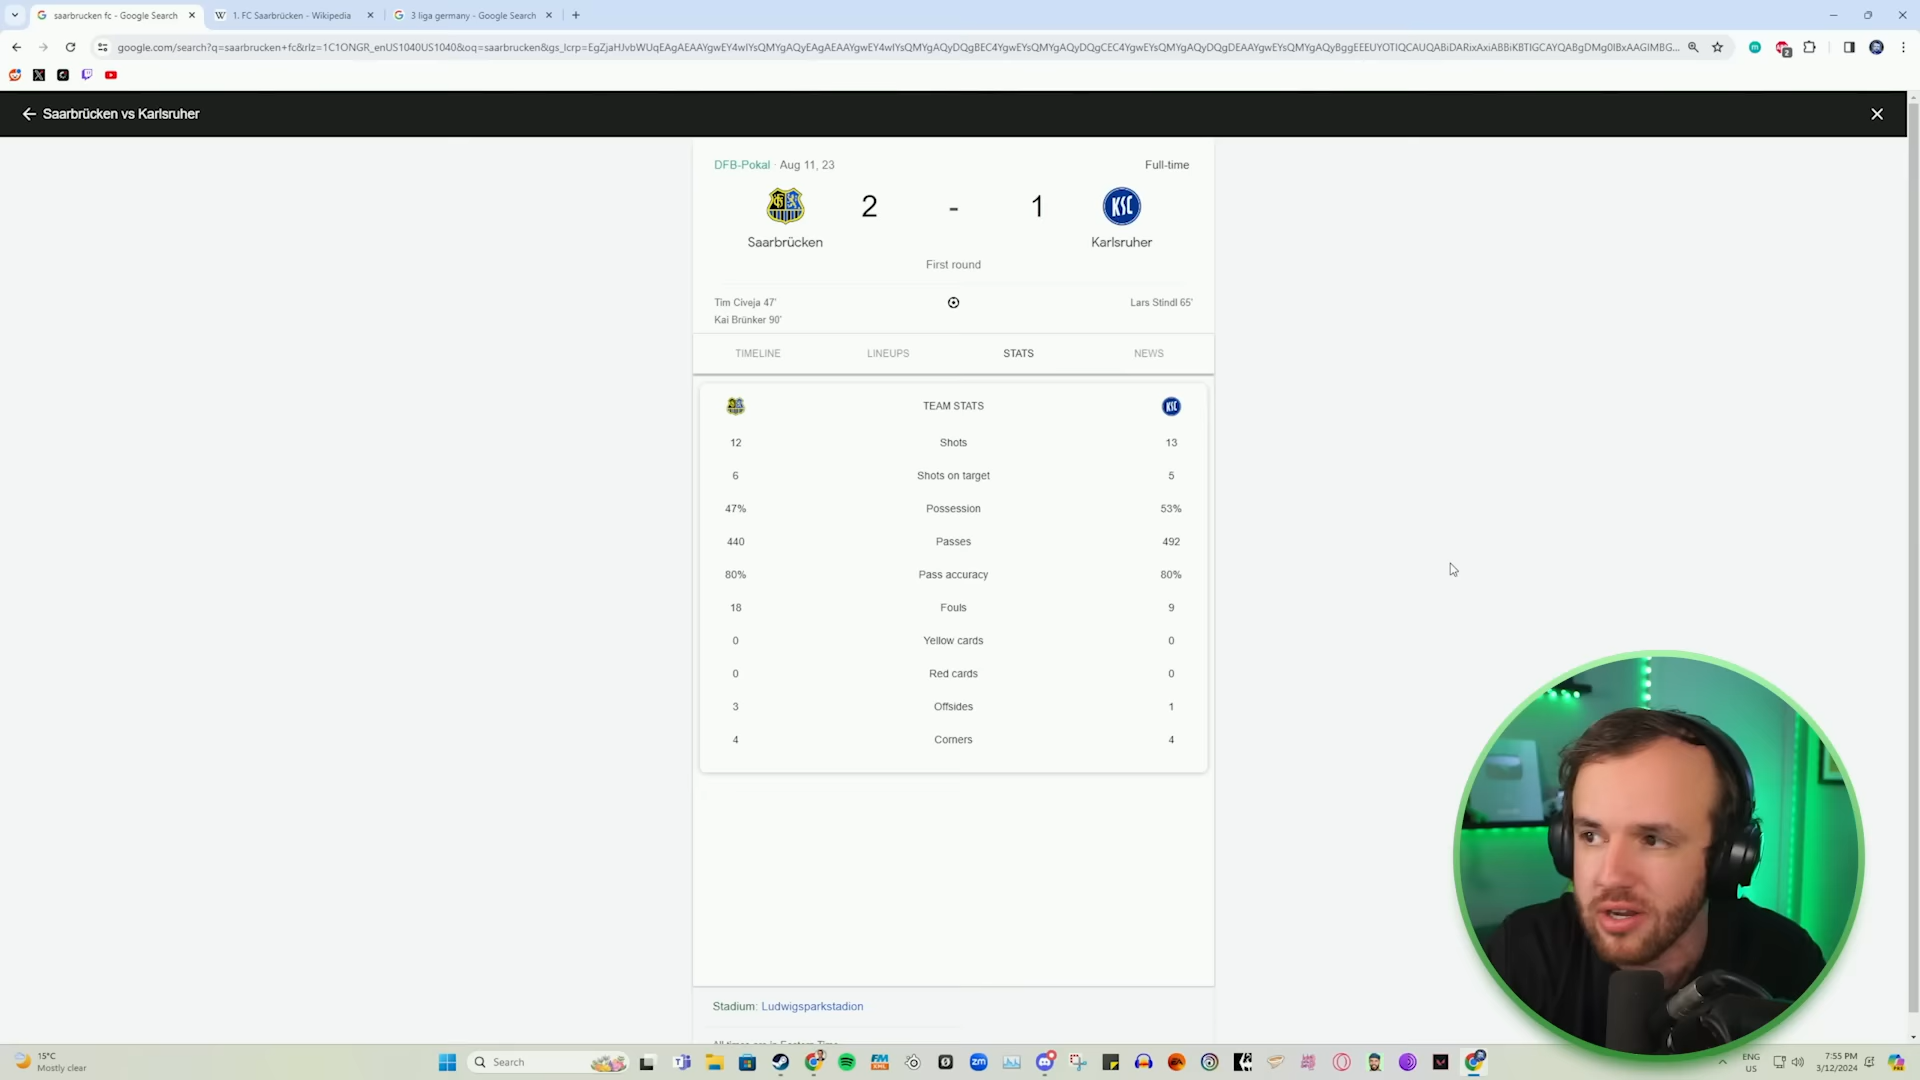 saarbrucken fc - Google Search
1. FC Saarbrücken - Wikipedia
3 liga germany - Google Search
Saarbrücken vs Karlsruher
DFB-Pokal · Aug 11, 23
Full-time
2 - 1
KSC
Saarbrücken
Karlsruher
First round
Tim Civeja 47'
Lars Stindl 65'
Kai Brünker 90'
TIMELINE
LINEUPS
STATS
NEWS
TEAM STATS
KSC
12 Shots 13
6 Shots on target 5
47% Possession 53%
440 Passes 492
80% Pass accuracy 80%
18 Fouls 9
0 Yellow cards 0
0 Red cards 0
3 Offsides 1
4 Corners 4
Stadium: Ludwigsparkstadion
15°C
Mostly clear
Search
ENG
US
7:55 PM
3/12/2024